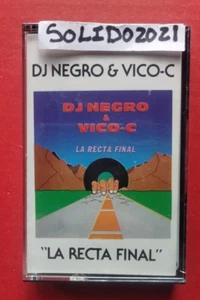 SOLIDO2021
DJ NEGRO & VICO-C
DJ NEGRO
&
VICO-C
LA RECTA FINAL
"LA RECTA FINAL"